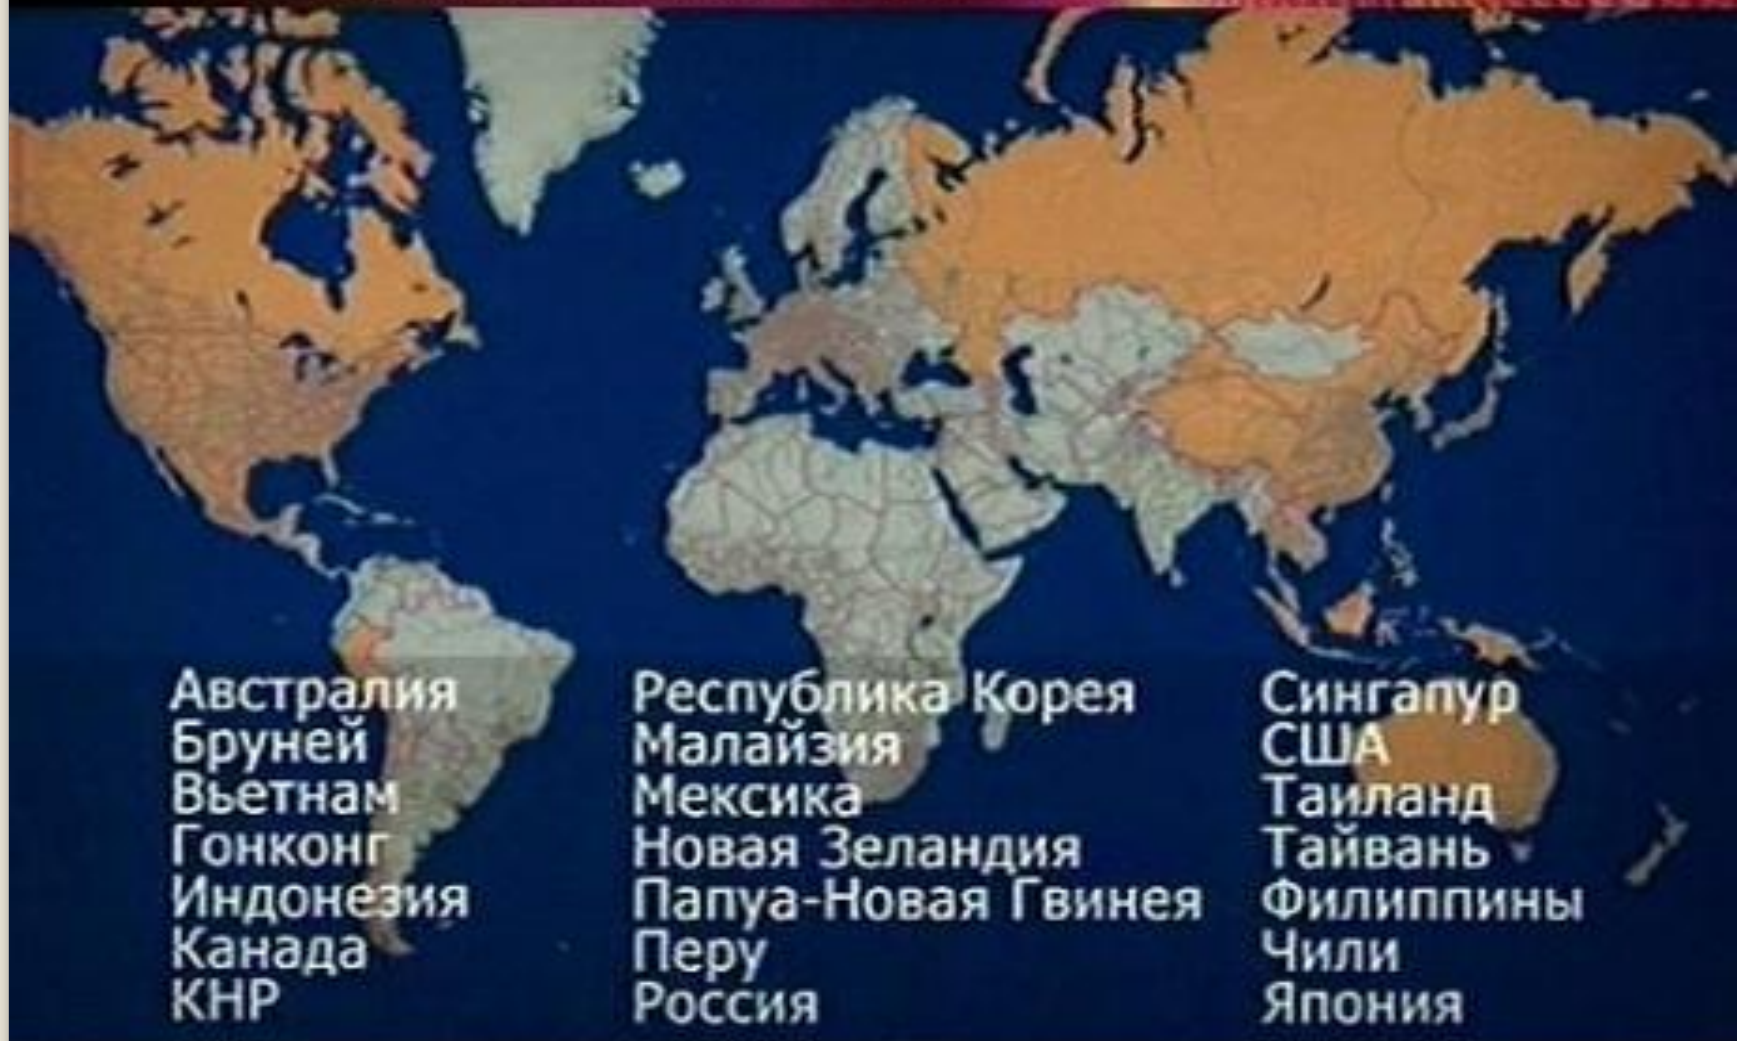 Австралия
Бруней
Вьетнам
Гонконг
Индонезия
Канада
КНР
Республика Корея
Малайзия
Мексика
Новая Зеландия
Папуа-Новая Гвинея
Перу
Россия
Сингапур
США
Таиланд
Тайвань
Филиппины
Чили
Япония